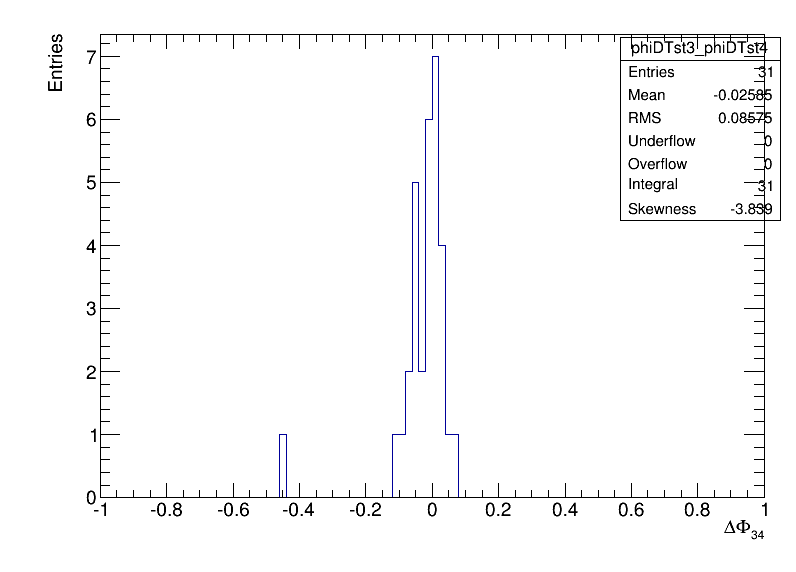 Entries
7
6
5
4
3
2
1
0
phiDTst3_phiDTst4
Entries 31
Mean -0.02585
RMS 0.08575
Underflow 0
Overflow 0
Integral 31
Skewness -3.839
-1 -0.8 -0.6 -0.4 -0.2 0 0.2 0.4 0.6 0.8 1
ΔΦ34